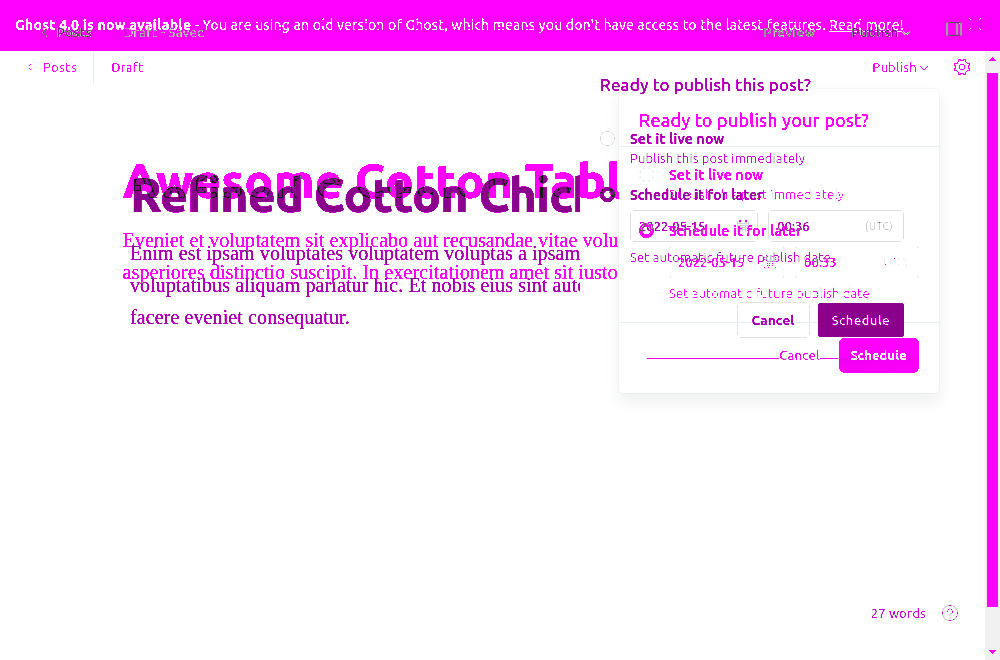 Ghost 4.0 is now available - You are using an old version of Ghost, which means you don't have access to the latest features. Read more!
Posts Draft - Saved Preview Publish
Posts Draft Publish
Ready to publish this post?
Ready to publish your post?
Set it live now
Publish this post immediately
Set it live now
Publish this post immediately
Schedule it for later
2022-05-15 00:36 (UTC)
Schedule it for later
Set automatic future publish date
2022-05-15 00:33
Set automatic future publish date
Cancel Schedule
Cancel Schedule
Awesome Cotton Tabl
Refined Cotton Chic
Eveniet et voluptatem sit explicabo aut recusandae vitae volu
Enim est ipsam voluptates voluptatem voluptas a ipsam
asperiores distinctio suscipit. In exercitationem amet sit iusto
voluptatibus aliquam pariatur hic. Et nobis eius sint aut
facere eveniet consequatur.
27 words